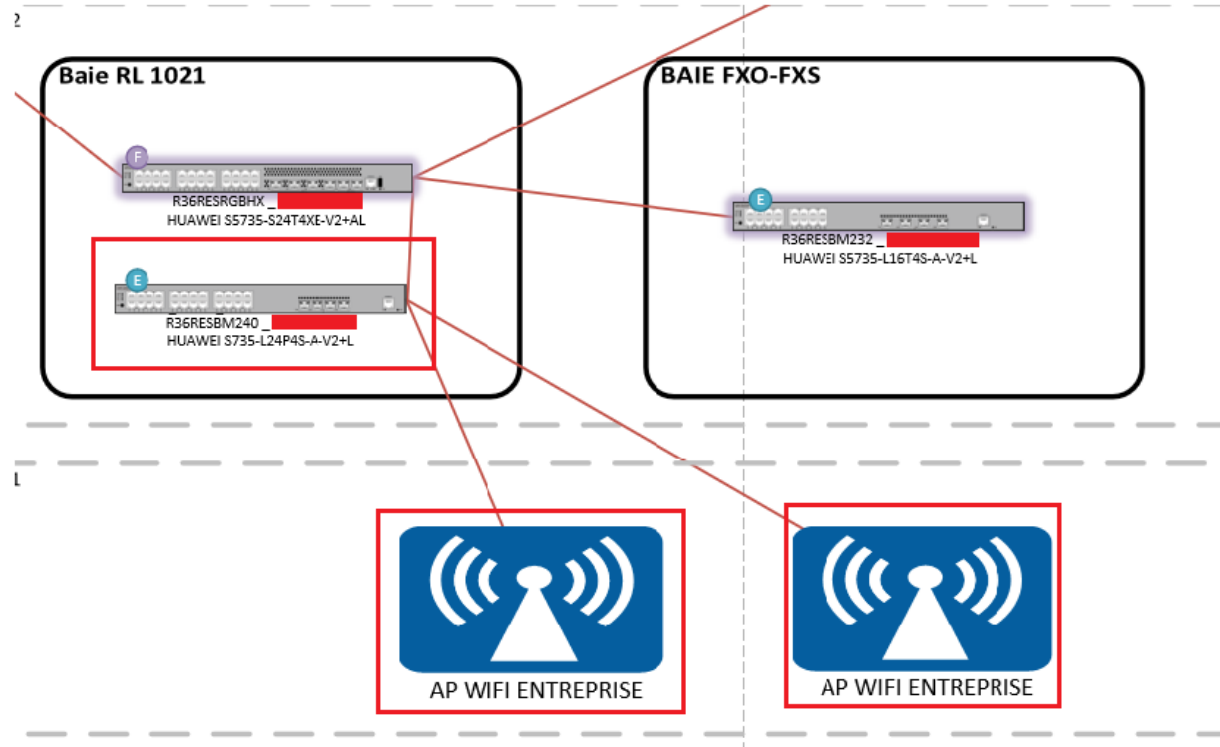 2
Baie RL 1021
BAIE FXO-FXS
F
R36RESRGBHX _
HUAWEI S5735-S24T4XE-V2+AL
E
R36RESBM232 _
HUAWEI S5735-L16T4S-A-V2+L
E
R36RESBM240 _
HUAWEI S735-L24P4S-A-V2+L
1
AP WIFI ENTREPRISE
AP WIFI ENTREPRISE